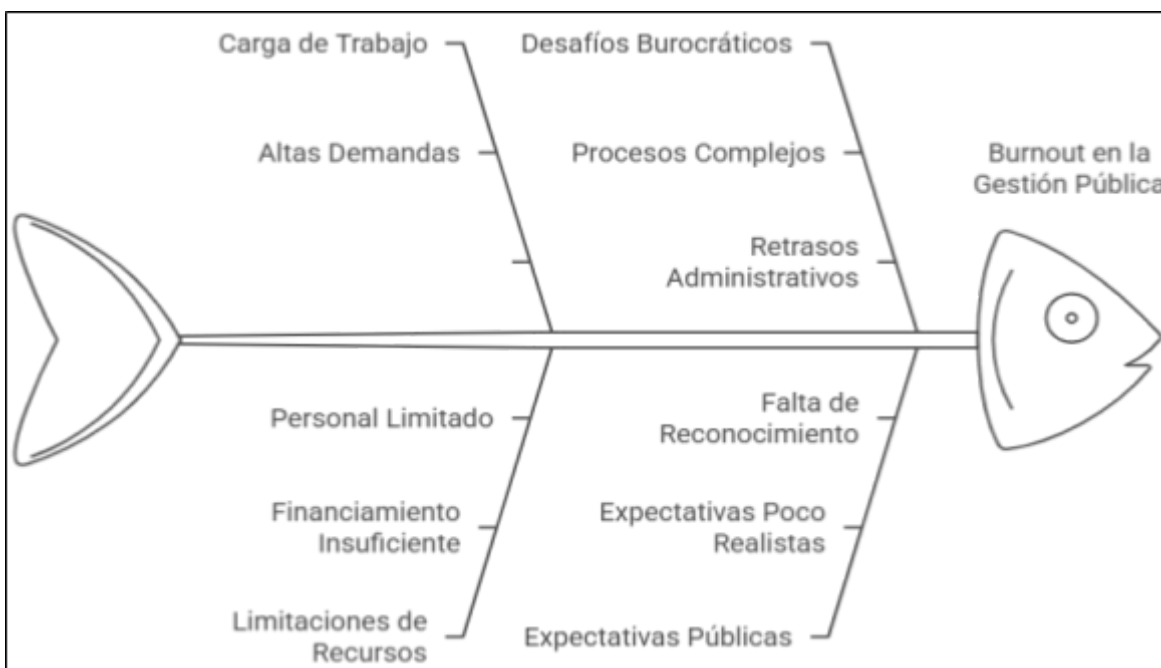 Carga de Trabajo
Altas Demandas
Desafíos Burocráticos
Procesos Complejos
Retrasos
Administrativos
Burnout en la
Gestión Pública
Personal Limitado
Financiamiento
Insuficiente
Limitaciones de
Recursos
Falta de
Reconocimiento
Expectativas Poco
Realistas
Expectativas Públicas